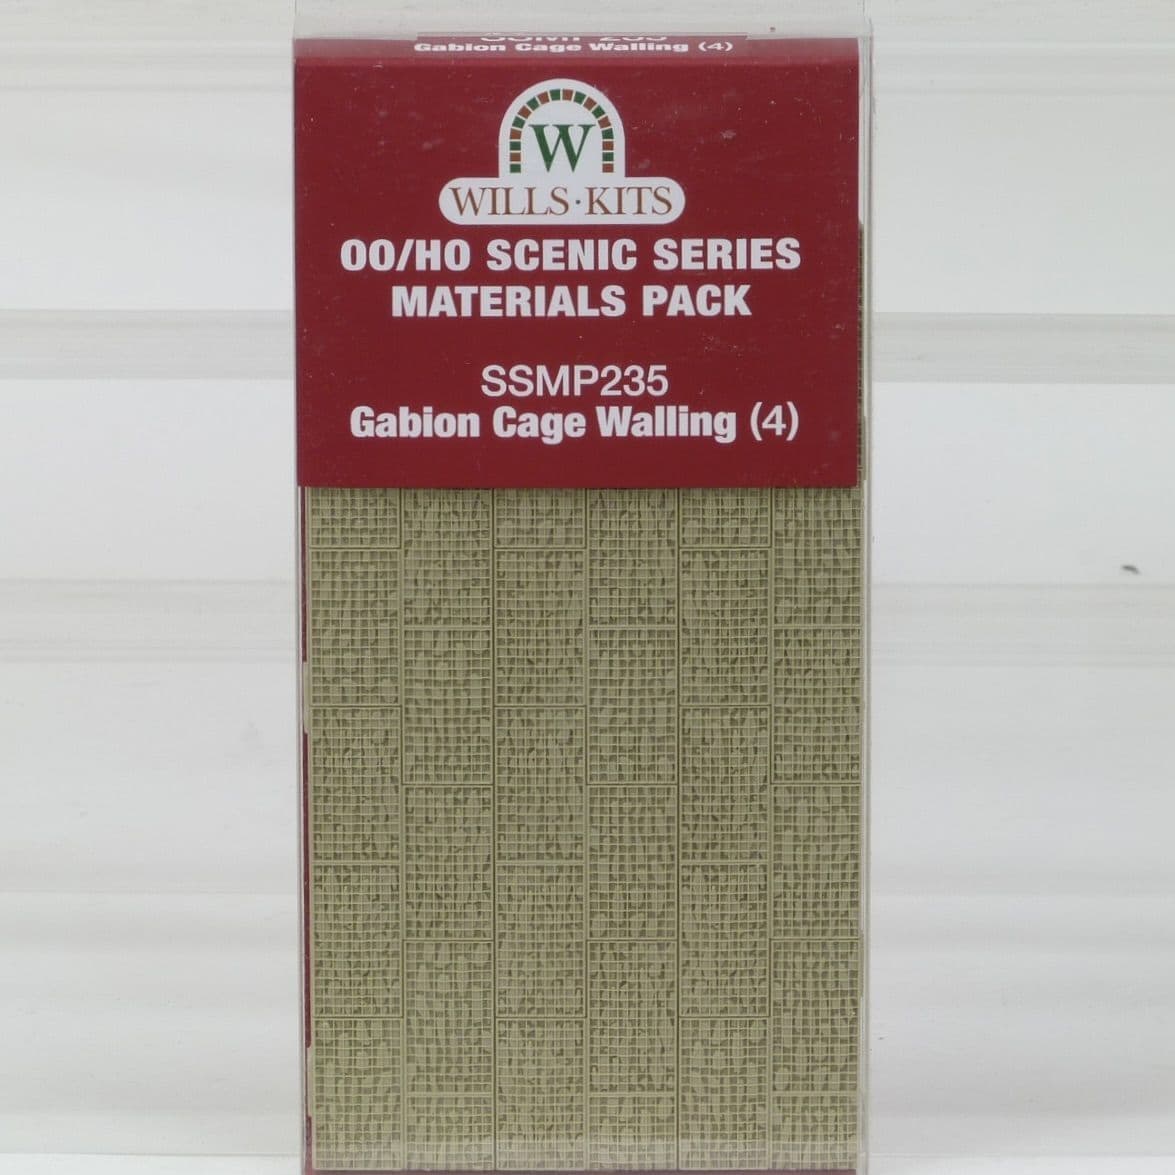 Gabion Cage Walling (4)
W
WILLS·KITS
OO/HO SCENIC SERIES
MATERIALS PACK
SSMP235
Gabion Cage Walling (4)